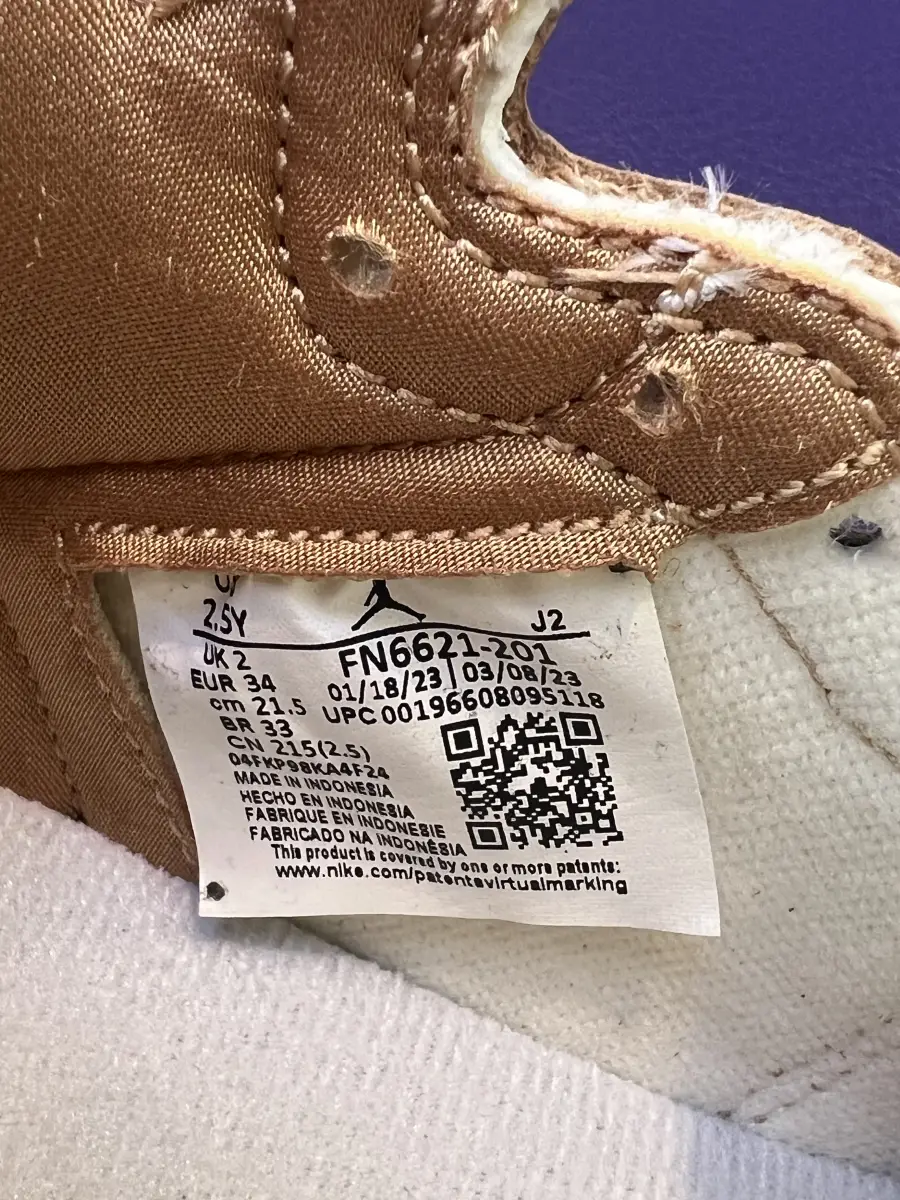 2.5Y J2
UK 2 FN6621-201
EUR 34 01/18/23 | 03/08/23
cm 21.5 UPC 00196608095118
BR 33
CN 215(2.5)
04FKP98KA4F24
MADE IN INDONESIA
HECHO EN INDONESIA
FABRIQUE EN INDONESIE
FABRICADO NA INDONÉSIA
This product is covered by one or more patents:
www.nike.com/patentsvirtualmarking